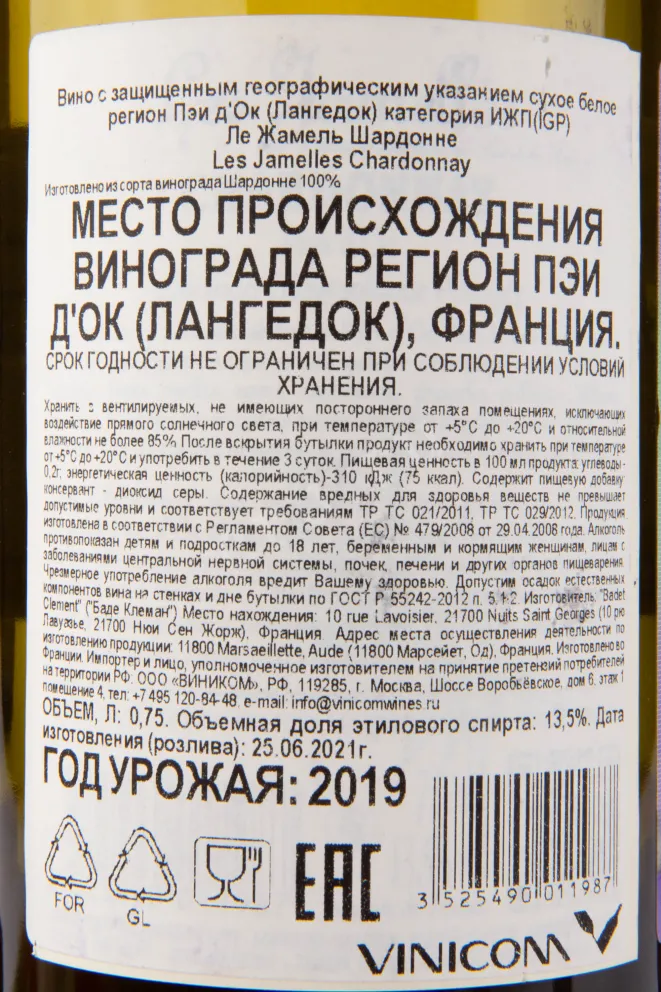 Вино с защищенным географическим указанием сухое белое
регион Пэи д'Ок (Лангедок) категория ИЖП(IGP)
Ле Жамель Шардонне
Les Jamelles Chardonnay
Изготовлено из сорта винограда Шардонне 100%
МЕСТО ПРОИСХОЖДЕНИЯ
ВИНОГРАДА РЕГИОН ПЭИ
Д'ОК (ЛАНГЕДОК), ФРАНЦИЯ.
СРОК ГОДНОСТИ НЕ ОГРАНИЧЕН ПРИ СОБЛЮДЕНИИ УСЛОВИЙ
ХРАНЕНИЯ.
Хранить в вентилируемых, не имеющих постороннего запаха помещениях, исключающих
воздействие прямого солнечного света, при температуре от +5°С до +20°С и относительной
влажности не более 85% После вскрытия бутылки продукт необходимо хранить при температуре
от +5°С до +20°С и употребить в течение 3 суток. Пищевая ценность в 100 мл продукта: углеводы-
0,2г, энергетическая ценность (калорийность)-310 кДж (75 ккал). Содержит пищевую добавку
консервант - диоксид серы. Содержание вредных для здоровья веществ не превышает
допустимые уровни и соответствует требованиям ТР ТС 021/2011, ТР ТС 029/2012. Продукция
изготовлена в соответствии с Регламентом Совета (ЕС) № 479/2008 от 29.04.2008 года. Алкоголь
противопоказан детям и подросткам до 18 лет, беременным и кормящим женщинам, лицам с
заболеваниями центральной нервной системы, почек, печени и других органов пищеварения.
Чрезмерное употребление алкоголя вредит Вашему здоровью. Допустим осадок естественных
компонентов вина на стенках и дне бутылки по ГОСТ Р 55242-2012 п. 5.1.2. Изготовитель: "Badet
Clement" ("Баде Клеман") Место нахождения: 10 rue Lavoisier, 21700 Nuits Saint Georges (10 рю
Лавуазье, 21700 Нюи Сен Жорж), Франция. Адрес места осуществления деятельности по
изготовлению продукции: 11800 Marsaeillette, Aude (11800 Марсейет, Од), Франция. Изготовлено во
Франции. Импортер и лицо, уполномоченное изготовителем на принятие претензий потребителей
на территории РФ: ООО «ВИНИКОМ», РФ, 119285, г. Москва, Шоссе Воробьёвское, дом 6, этаж 1
помещение 4, тел: +7 495 120-84-48, e-mail: info@vinicomwines.ru
ОБЪЕМ, Л: 0,75. Объемная доля этилового спирта: 13,5%. Дата
изготовления (розлива): 25.06.2021г.
ГОД УРОЖАЯ: 2019
FOR
GL
EAC
3 525490 011987
VINICOM